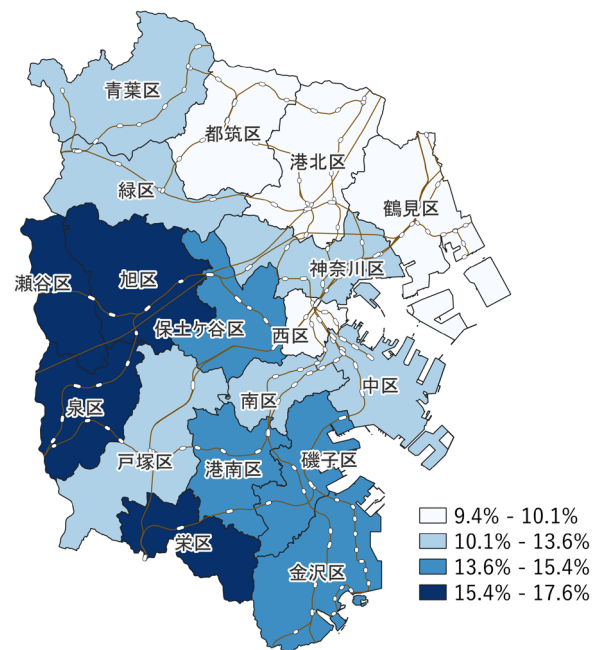 青葉区
都筑区
港北区
緑区
鶴見区
神奈川区
瀬谷区
旭区
保土ケ谷区
西区
中区
泉区
南区
戸塚区
港南区
磯子区
栄区
金沢区
9.4% - 10.1%
10.1% - 13.6%
13.6% - 15.4%
15.4% - 17.6%